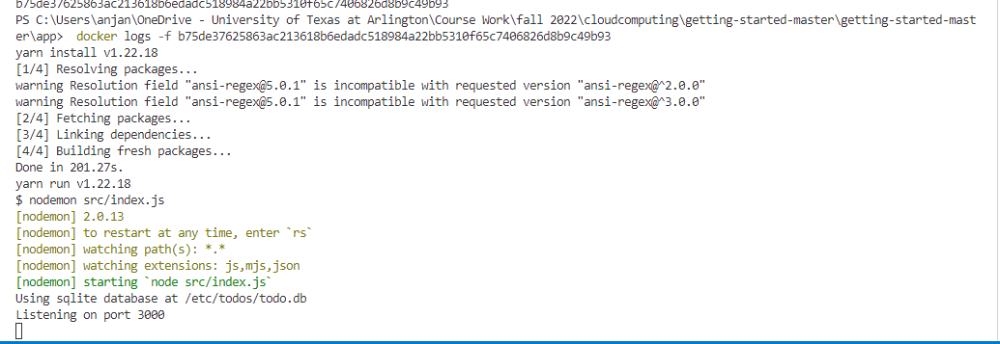 b75de37625863ac213618b6edadc518984a22bb5310f65c7406826d8b9c49b93
PS C:\Users\anjan\OneDrive - University of Texas at Arlington\Course Work\fall 2022\cloudcomputing\getting-started-master\getting-started-mast
er\app>  docker logs -f b75de37625863ac213618b6edadc518984a22bb5310f65c7406826d8b9c49b93
yarn install v1.22.18
[1/4] Resolving packages...
warning Resolution field "ansi-regex@5.0.1" is incompatible with requested version "ansi-regex@^2.0.0"
warning Resolution field "ansi-regex@5.0.1" is incompatible with requested version "ansi-regex@^3.0.0"
[2/4] Fetching packages...
[3/4] Linking dependencies...
[4/4] Building fresh packages...
Done in 201.27s.
yarn run v1.22.18
$ nodemon src/index.js
[nodemon] 2.0.13
[nodemon] to restart at any time, enter `rs`
[nodemon] watching path(s): *.*
[nodemon] watching extensions: js,mjs,json
[nodemon] starting `node src/index.js`
Using sqlite database at /etc/todos/todo.db
Listening on port 3000